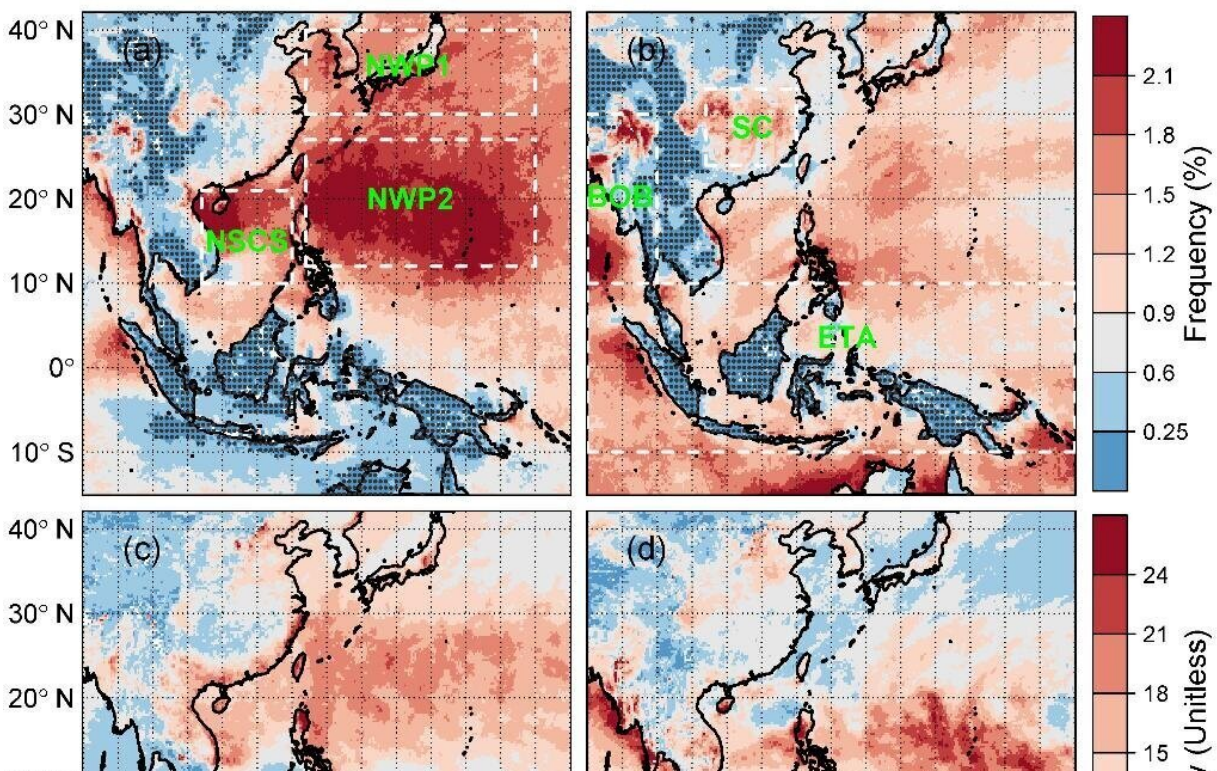 40° N
30° N
20° N
10° N
0°
10° S
(a)
NWP1
NWP2
NSCS
(b)
SC
BOB
ETA
2.1
1.8
1.5
1.2
0.9
0.6
0.25
Frequency (%)
40° N
30° N
20° N
(c)
(d)
24
21
18
15
(Unitless)